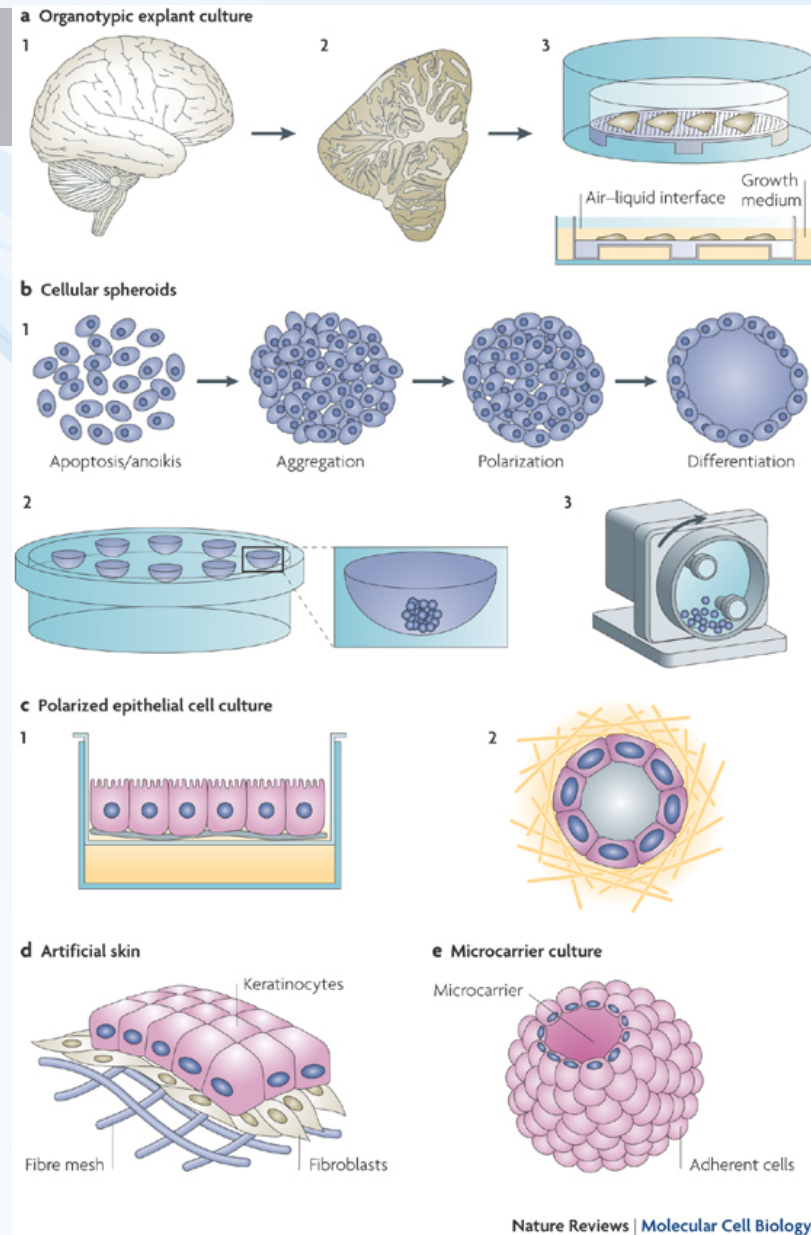 a Organotypic explant culture
1
2
3
Air–liquid interface
Growth
medium
b Cellular spheroids
1
Apoptosis/anoikis
Aggregation
Polarization
Differentiation
2
3
c Polarized epithelial cell culture
1
2
d Artificial skin
Keratinocytes
Fibre mesh
Fibroblasts
e Microcarrier culture
Microcarrier
Adherent cells
Nature Reviews | Molecular Cell Biology